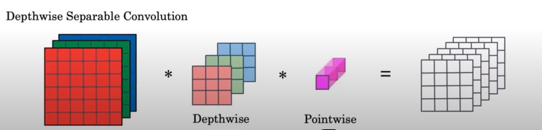 Depthwise Separable Convolution
* * =
Depthwise Pointwise